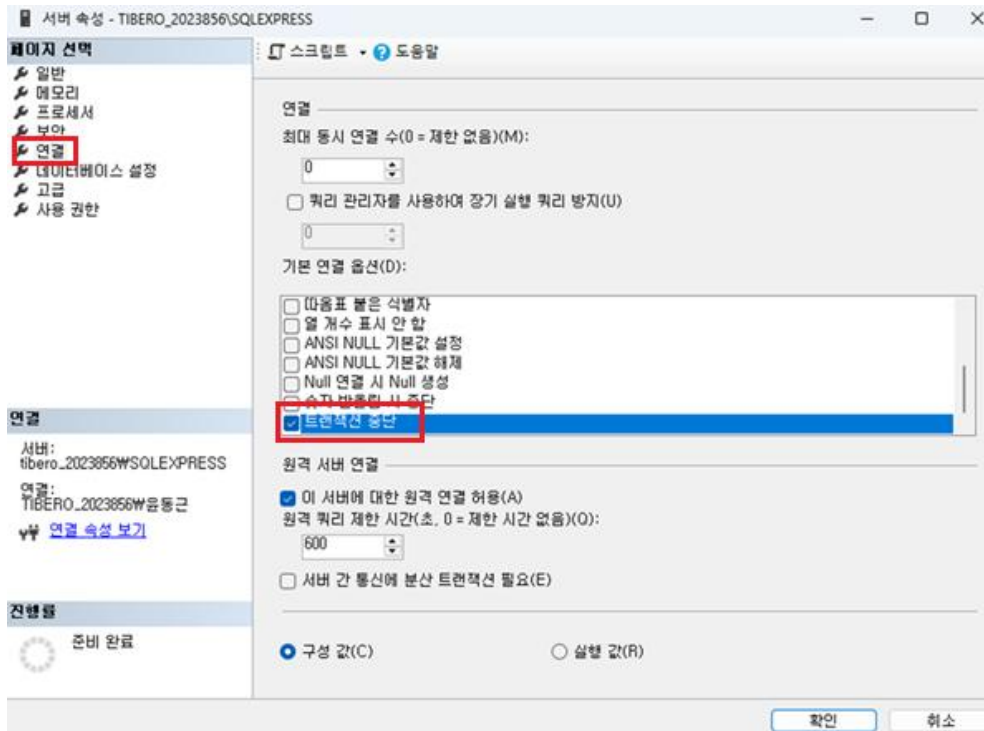 서버 속성 - TIBERO_2023856\SQLEXPRESS
페이지 선택
일반
메모리
프로세서
보안
연결
데이터베이스 설정
고급
사용 권한
스크립트
도움말
연결
최대 동시 연결 수(0 = 제한 없음)(M):
0
쿼리 관리자를 사용하여 장기 실행 쿼리 방지(U)
0
기본 연결 옵션(D):
따옴표 붙은 식별자
열 개수 표시 안 함
ANSI NULL 기본값 설정
ANSI NULL 기본값 해제
Null 연결 시 Null 생성
숫자 반올림 시 중단
트랜잭션 중단
원격 서버 연결
이 서버에 대한 원격 연결 허용(A)
원격 쿼리 제한 시간(초, 0 = 제한 시간 없음)(Q):
600
서버 간 통신에 분산 트랜잭션 필요(E)
구성 값(C)
실행 값(R)
연결
서버:
tibero_2023856₩SQLEXPRESS
연결:
TIBERO_2023856₩윤동근
연결 속성 보기
진행률
준비 완료
확인
취소